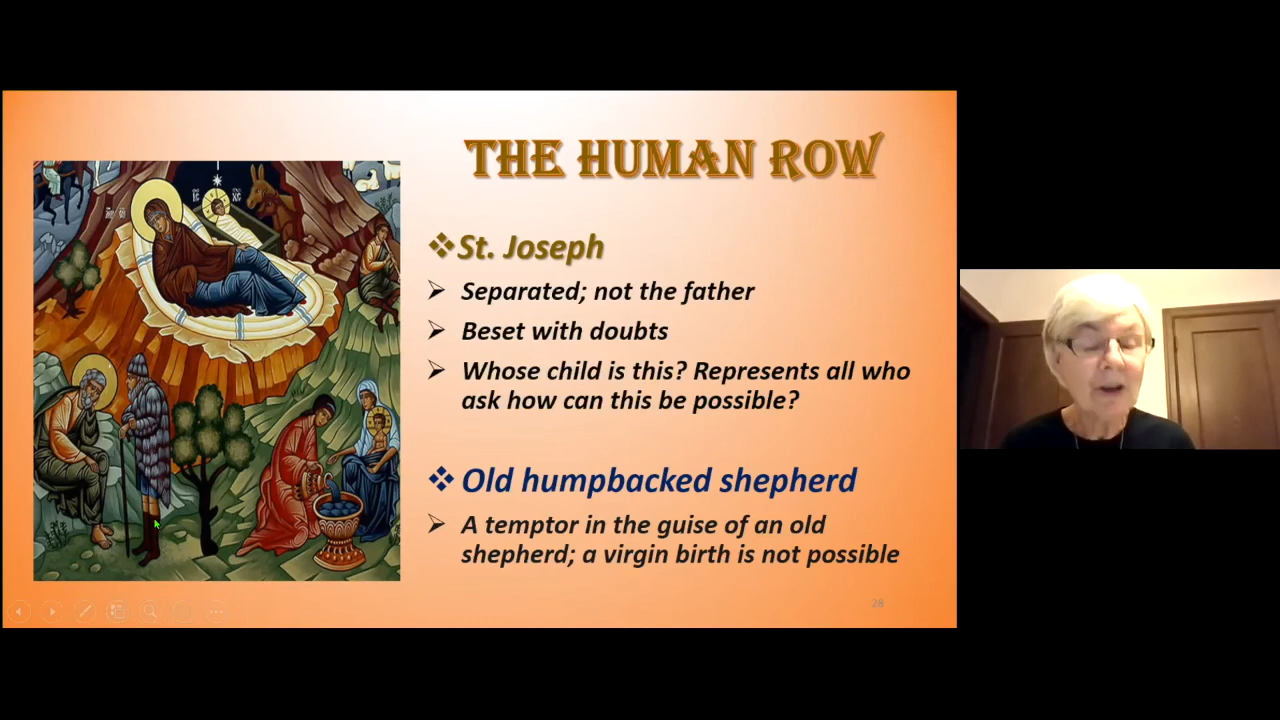 THE HUMAN ROW
St. Joseph
Separated; not the father
Beset with doubts
Whose child is this? Represents all who
ask how can this be possible?
Old humpbacked shepherd
A temptor in the guise of an old
shepherd; a virgin birth is not possible
28